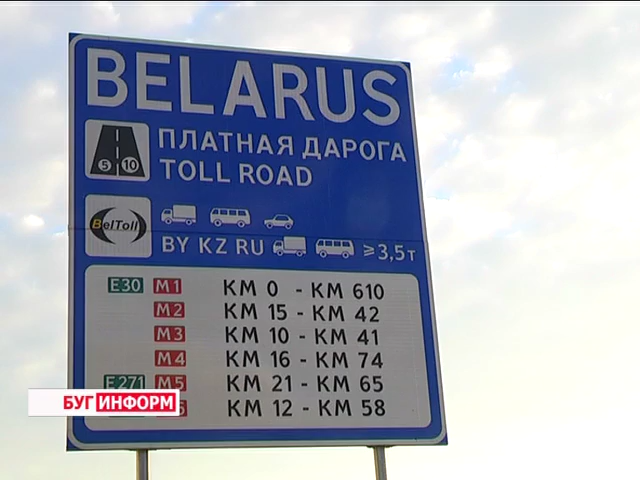 BELARUS
ПЛАТНАЯ ДАРОГА
5 10
TOLL ROAD
BelToll
BY KZ RU ≥3,5т
E30 M1 KM 0 - KM 610
M2 KM 15 - KM 42
M3 KM 10 - KM 41
M4 KM 16 - KM 74
E271 M5 KM 21 - KM 65
KM 12 - KM 58
БУГ ИНФОРМ